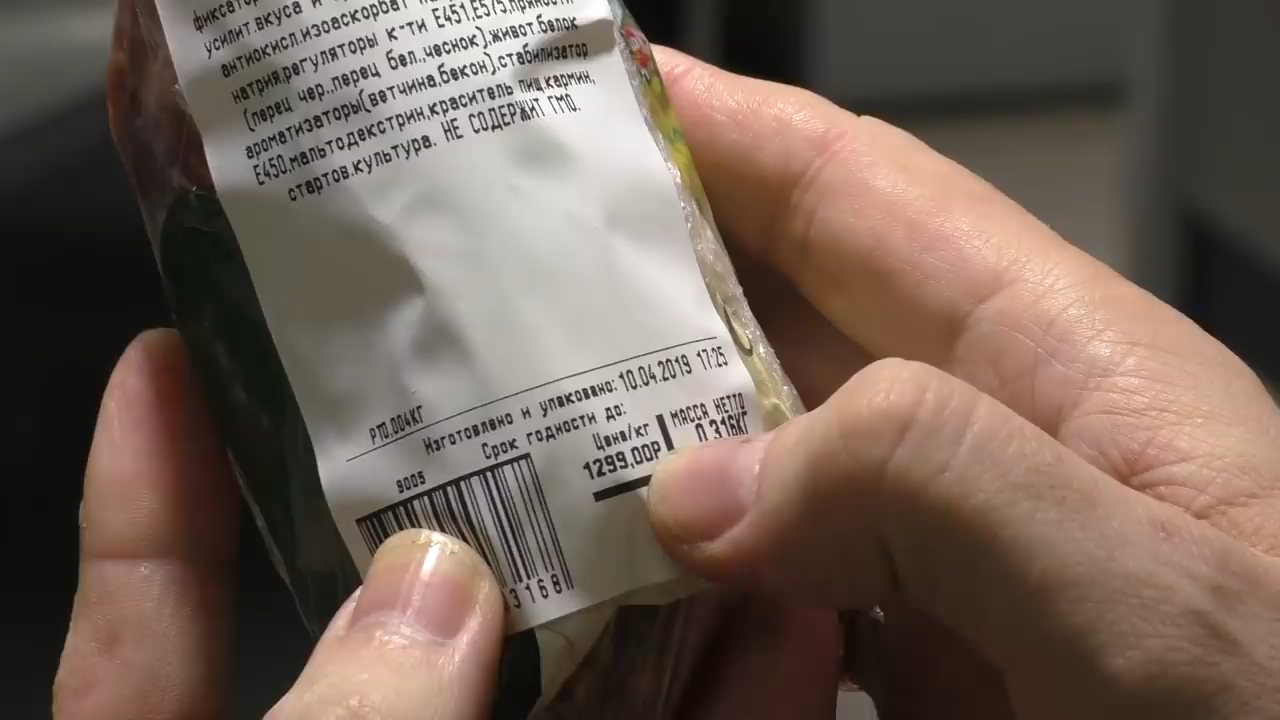 фиксатор
усилит.вкуса и
антиокисл.изоаскорбат
натрия,регуляторы к-ти Е451,Е575,пряности
(перец чер.,перец бел.,чеснок),живот.белок
ароматизаторы(ветчина,бекон),стабилизатор
Е450,мальтодекстрин,краситель пищ.кармин,
стартов.культура. НЕ СОДЕРЖИТ ГМО.
РТ0,004КГ
Изготовлено и упаковано: 10.04.2019 17:25
Срок годности до:
9005
Цена/кг
МАССА НЕТТО
1299,00Р
0,316КГ
3168